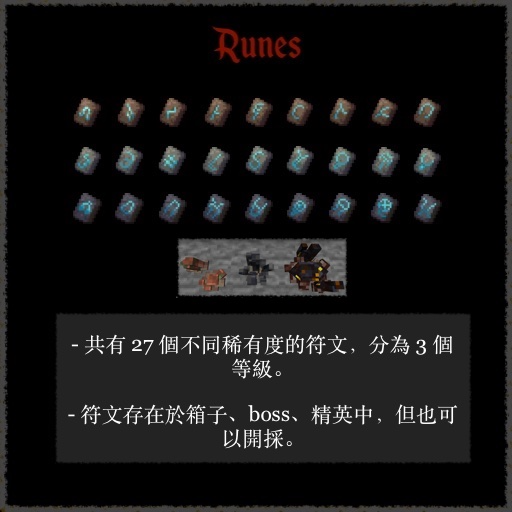 Runes
- 共有 27 個不同稀有度的符文，分為 3 個
等級。
- 符文存在於箱子、boss、精英中，但也可
以開採。